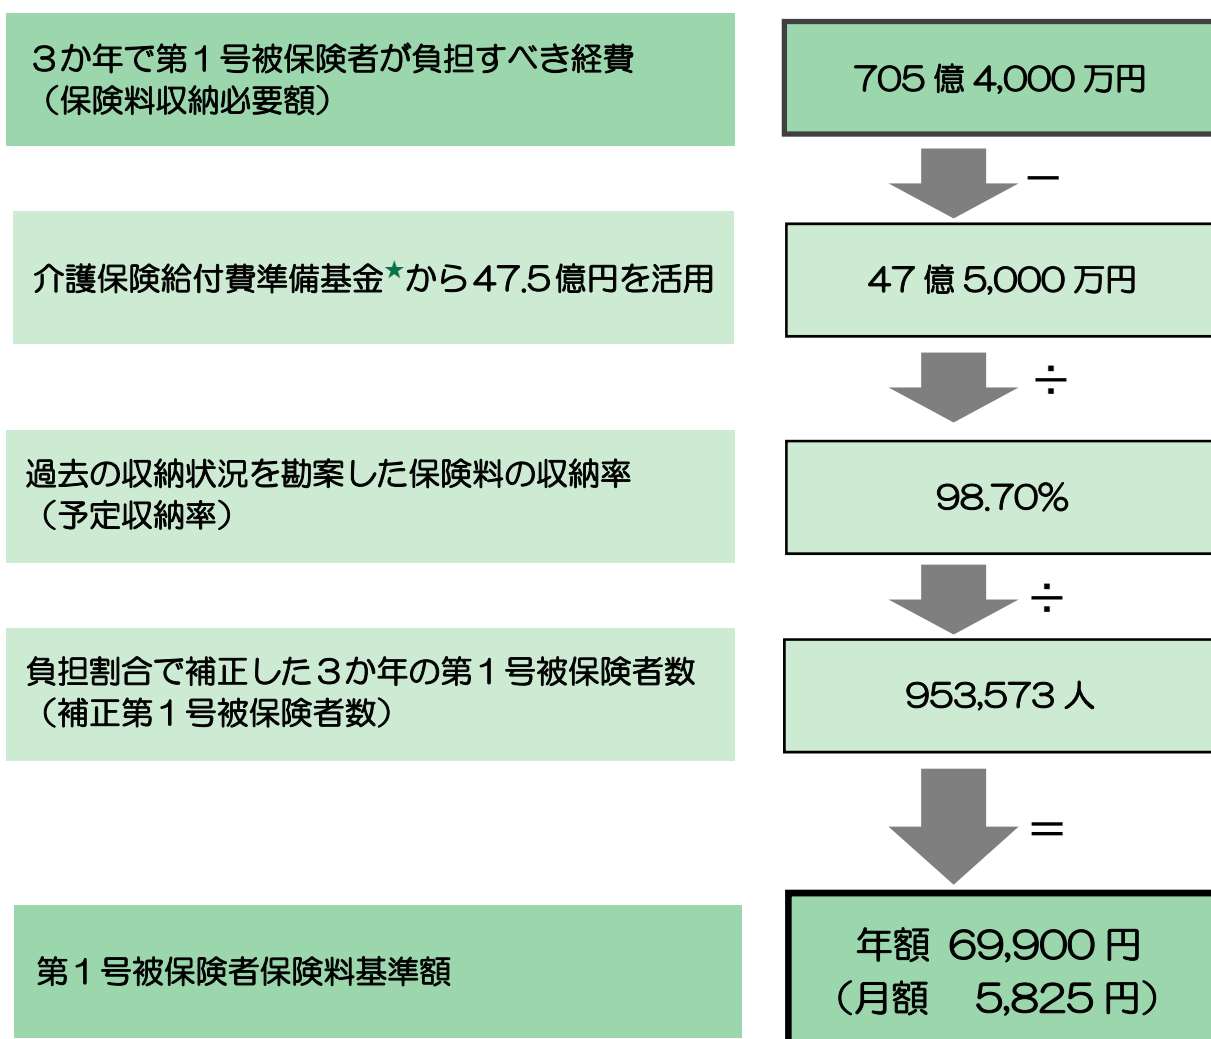 ３か年で第１号被保険者が負担すべき経費
（保険料収納必要額）
705 億 4,000 万円
－
介護保険給付費準備基金★から47.5億円を活用
47 億 5,000 万円
÷
過去の収納状況を勘案した保険料の収納率
（予定収納率）
98.70%
÷
負担割合で補正した３か年の第１号被保険者数
（補正第１号被保険者数）
953,573 人
＝
第１号被保険者保険料基準額
年額 69,900 円
（月額 5,825 円）